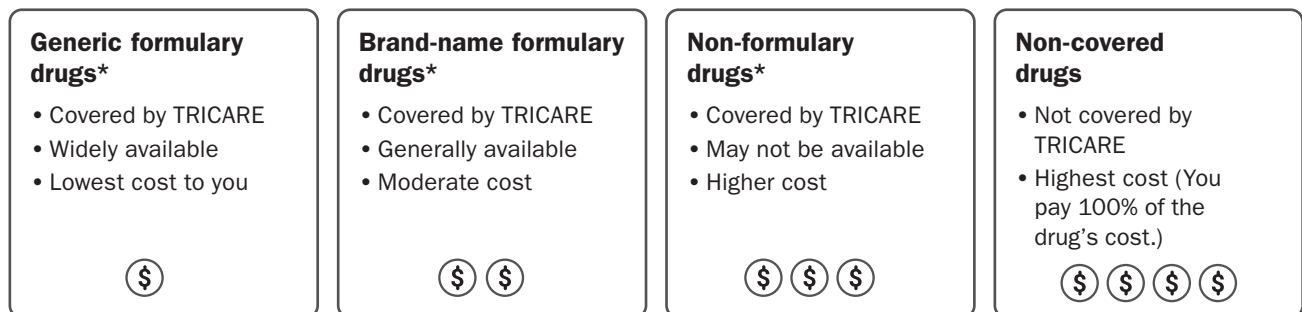 Generic formulary
drugs*
• Covered by TRICARE
• Widely available
• Lowest cost to you
$
Brand-name formulary
drugs*
• Covered by TRICARE
• Generally available
• Moderate cost
$ $
Non-formulary
drugs*
• Covered by TRICARE
• May not be available
• Higher cost
$ $ $
Non-covered
drugs
• Not covered by
TRICARE
• Highest cost (You
pay 100% of the
drug’s cost.)
$ $ $ $